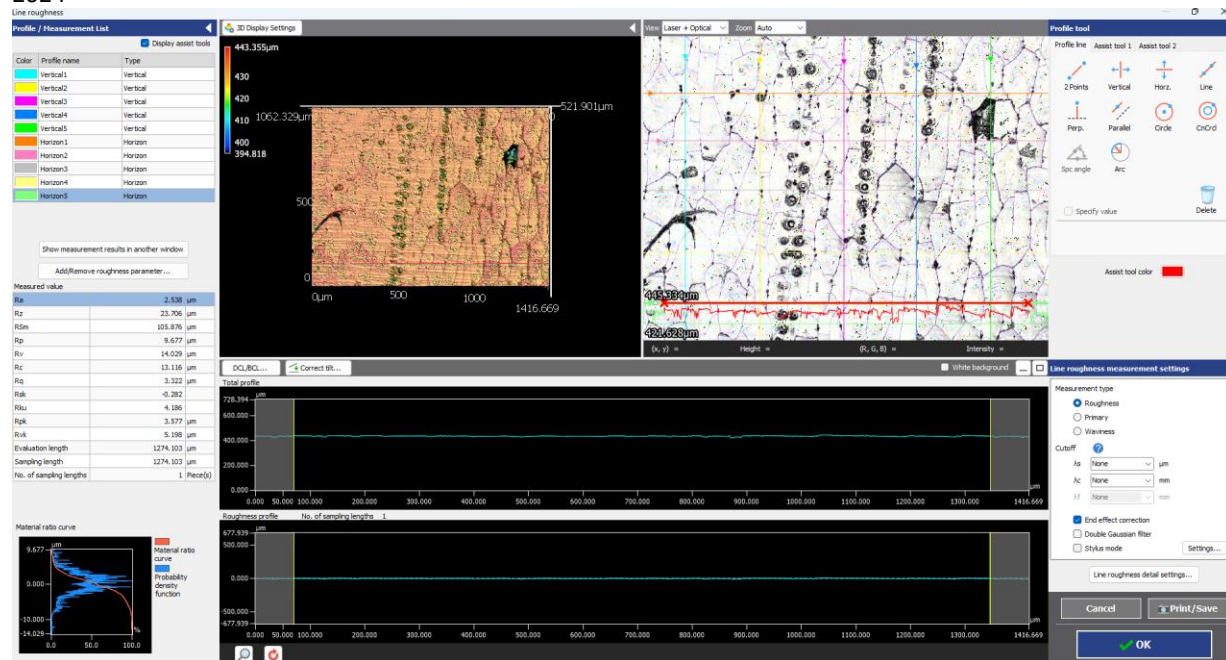 2024
Line roughness
Profile / Measurement List
Display assist tools
Color Profile name Type
Vertical1 Vertical
Vertical2 Vertical
Vertical3 Vertical
Vertical4 Vertical
Vertical5 Vertical
Horizon1 Horizon
Horizon2 Horizon
Horizon3 Horizon
Horizon4 Horizon
Horizon5 Horizon
Show measurement results in another window
Add/Remove roughness parameter...
Measured value
Ra 2.538 µm
Rz 23.706 µm
RSm 105.876 µm
Rp 9.677 µm
Rv 14.029 µm
Rc 13.116 µm
Rq 3.322 µm
Rsk -0.282
Rku 4.186
Rpk 3.577 µm
Rvk 5.198 µm
Evaluation length 1274.103 µm
Sampling length 1274.103 µm
No. of sampling lengths 1 Piece(s)
Material ratio curve
µm
9.677
0.000
-10.000
-14.029
%
0.0 50.0 100.0
Material ratio curve
Probability density function
3D Display Settings
443.355µm
430
420
410
400
394.818
1062.329µm
521.901µm
0
500
0
0µm 500 1000 1416.669
View Laser + Optical Zoom Auto
445.334µm
421.628µm
(x, y) = Height = (R, G, B) = Intensity =
DCL/BCL... Correct tilt... White background
Total profile
µm
728.394
600.000
400.000
200.000
0.000
µm
0.000 50.000 100.000 200.000 300.000 400.000 500.000 600.000 700.000 800.000 900.000 1000.000 1100.000 1200.000 1300.000 1416.669
Roughness profile No. of sampling lengths 1
µm
677.939
500.000
0.000
-500.000
-677.939
µm
0.000 50.000 100.000 200.000 300.000 400.000 500.000 600.000 700.000 800.000 900.000 1000.000 1100.000 1200.000 1300.000 1416.669
Profile tool
Profile line Assist tool 1 Assist tool 2
2 Points Vertical Horz. Line
Perp. Parallel Circle CnCrd
Spc angle Arc
Specify value Delete
Assist tool color
Line roughness measurement settings
Measurement type
Roughness
Primary
Waviness
Cutoff
λs None µm
λc None mm
λf None mm
End effect correction
Double Gaussian filter
Stylus mode Settings...
Line roughness detail settings...
Cancel Print/Save
OK